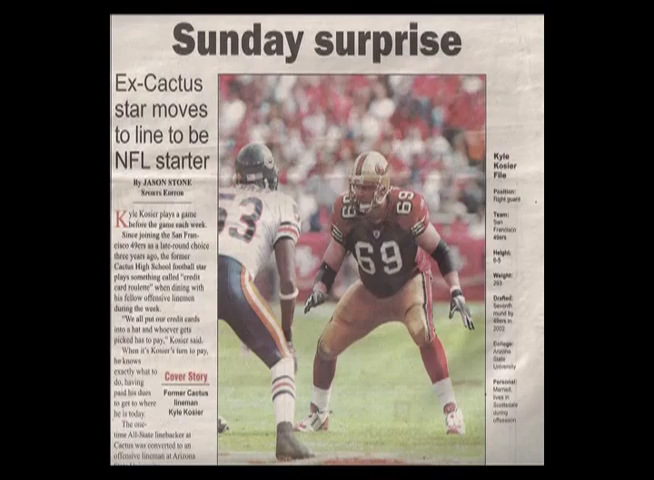 Sunday surprise
Ex-Cactus
star moves
to line to be
NFL starter
By JASON STONE
SPORTS EDITOR
Kyle Kosier plays a game
before the game each week.
Since joining the San Fran-
cisco 49ers as a late-round choice
three years ago, the former
Cactus High School football star
plays something called "credit
card roulette" when dining with
his fellow offensive linemen
during the week.
"We all put our credit cards
into a hat and whoever gets
picked has to pay," Kosier said.
When it's Kosier's turn to pay,
he knows
exactly what to
do, having
paid his dues
to get to where
he is today.
The one-
time All-State linebacker at
Cactus was converted to an
offensive lineman at Arizona
Cover Story
Former Cactus
lineman
Kyle Kosier
53
69
69
69
Kyle
Kosier
File
Position:
Right guard
Team:
San
Francisco
49ers
Height:
6-5
Weight:
293
Drafted:
Seventh
round by
49ers in
2002
College:
Arizona
State
University
Personal:
Married,
lives in
Scottsdale
during
offseason